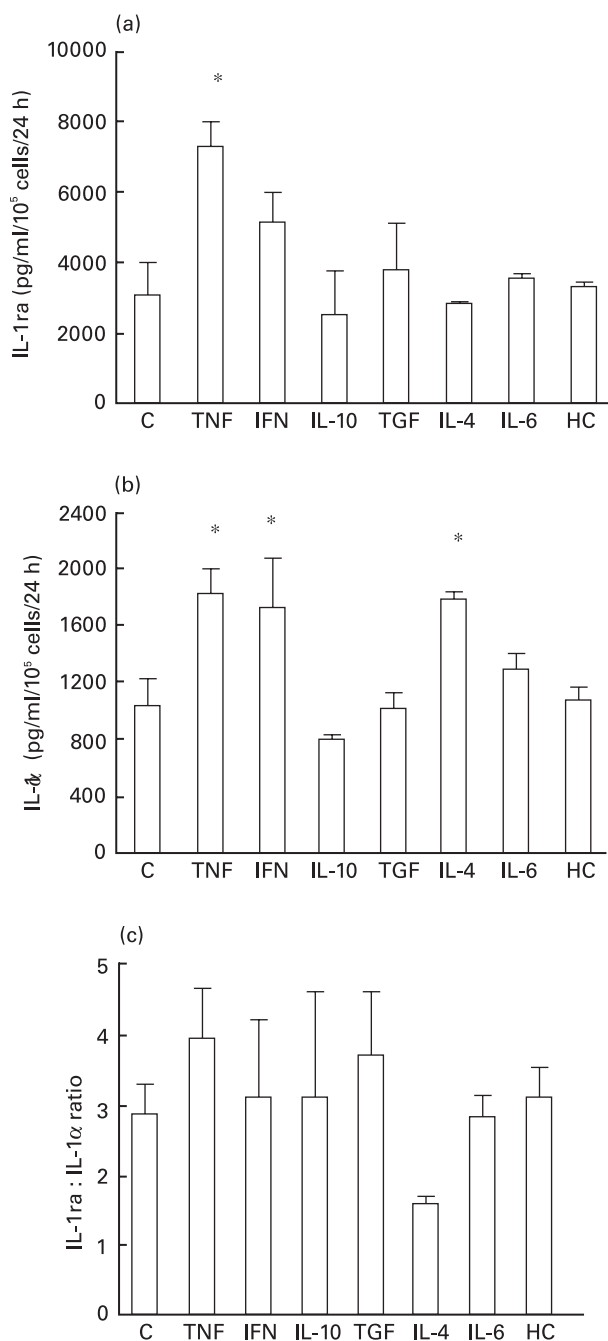 (a)
IL-1ra (pg/ml/10⁵ cells/24 h)
10000
8000
6000
4000
2000
0
*
C TNF IFN IL-10 TGF IL-4 IL-6 HC
(b)
(pg/ml/10⁵ cells/24 h)
2400
2000
1600
1200
800
400
0
* * *
C TNF IFN IL-10 TGF IL-4 IL-6 HC
(c)
IL-1ra : IL-1α ratio
5
4
3
2
1
0
C TNF IFN IL-10 TGF IL-4 IL-6 HC